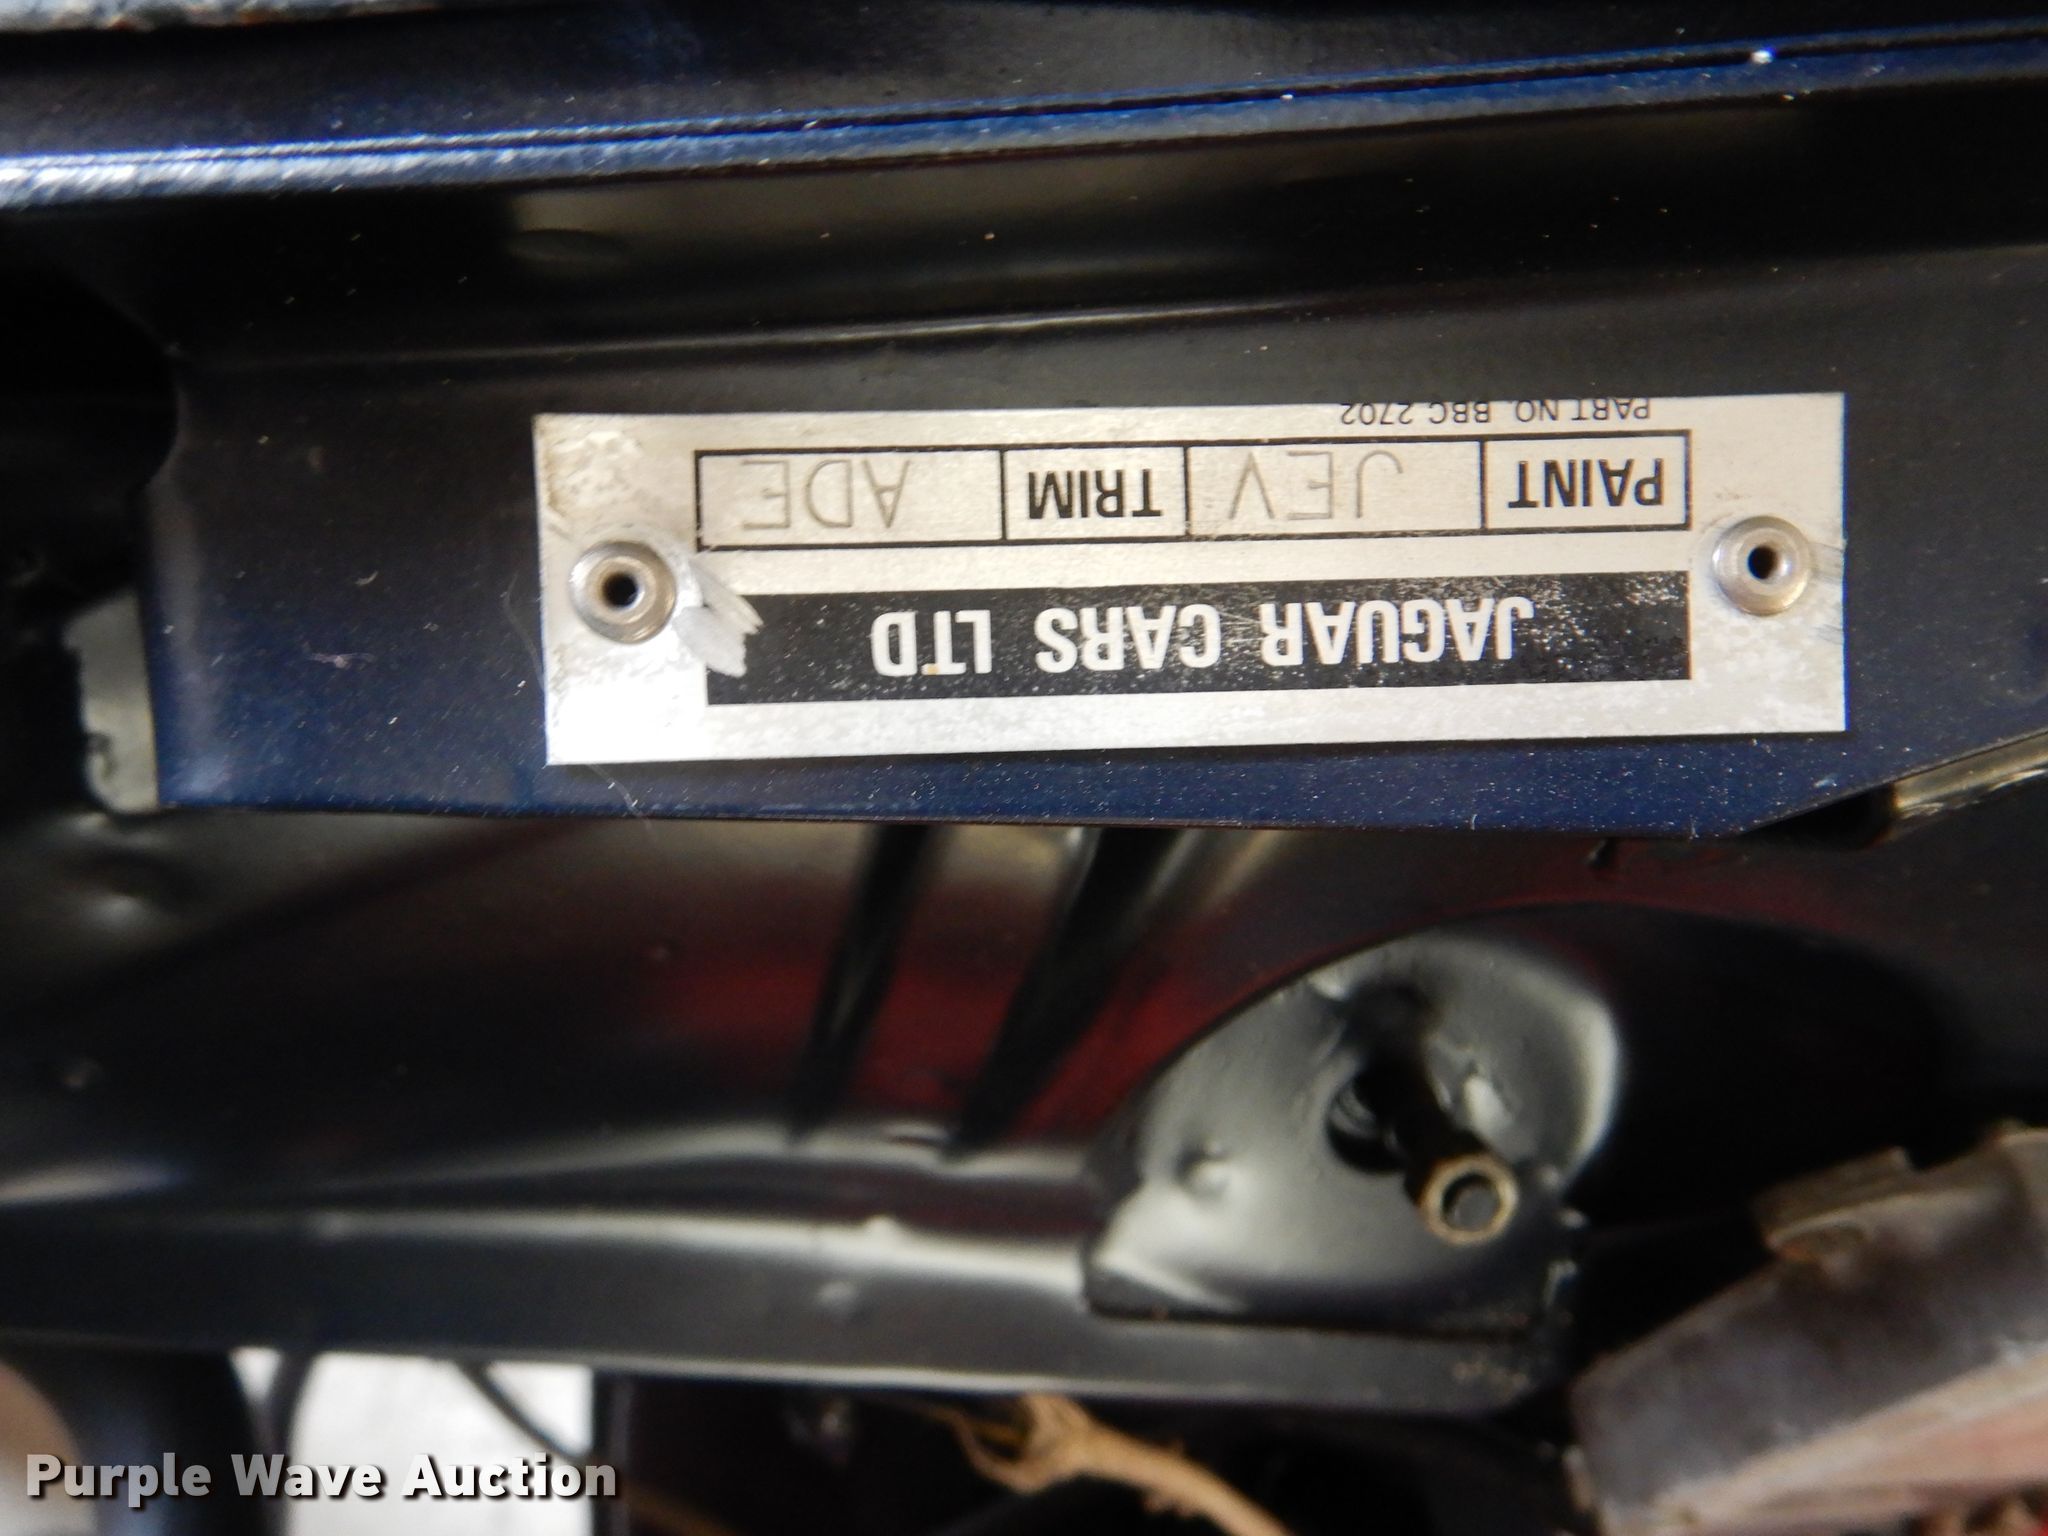 JAGUAR CARS LTD
PAINT JEV TRIM ADE
PART NO. BBC 2702
Purple Wave Auction